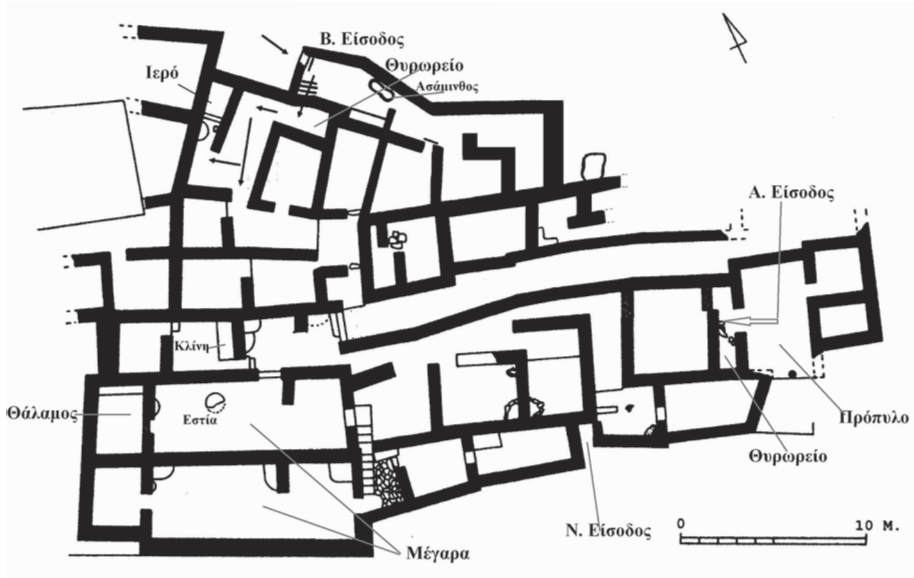 Β. Είσοδος
Θυρωρείο
Ιερό
Ασάμινθος
Α. Είσοδος
Κλίνη
Θάλαμος
Εστία
Πρόπυλο
Θυρωρείο
Ν. Είσοδος
0 10 Μ.
Μέγαρα